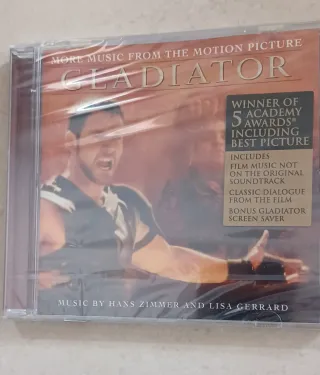 MORE MUSIC FROM THE MOTION PICTURE
GLADIATOR
WINNER OF
5 ACADEMY
AWARDS®
INCLUDING
BEST PICTURE
INCLUDES
FILM MUSIC NOT
ON THE ORIGINAL
SOUNDTRACK
CLASSIC DIALOGUE
FROM THE FILM
BONUS GLADIATOR
SCREEN SAVER
MUSIC BY HANS ZIMMER AND LISA GERRARD